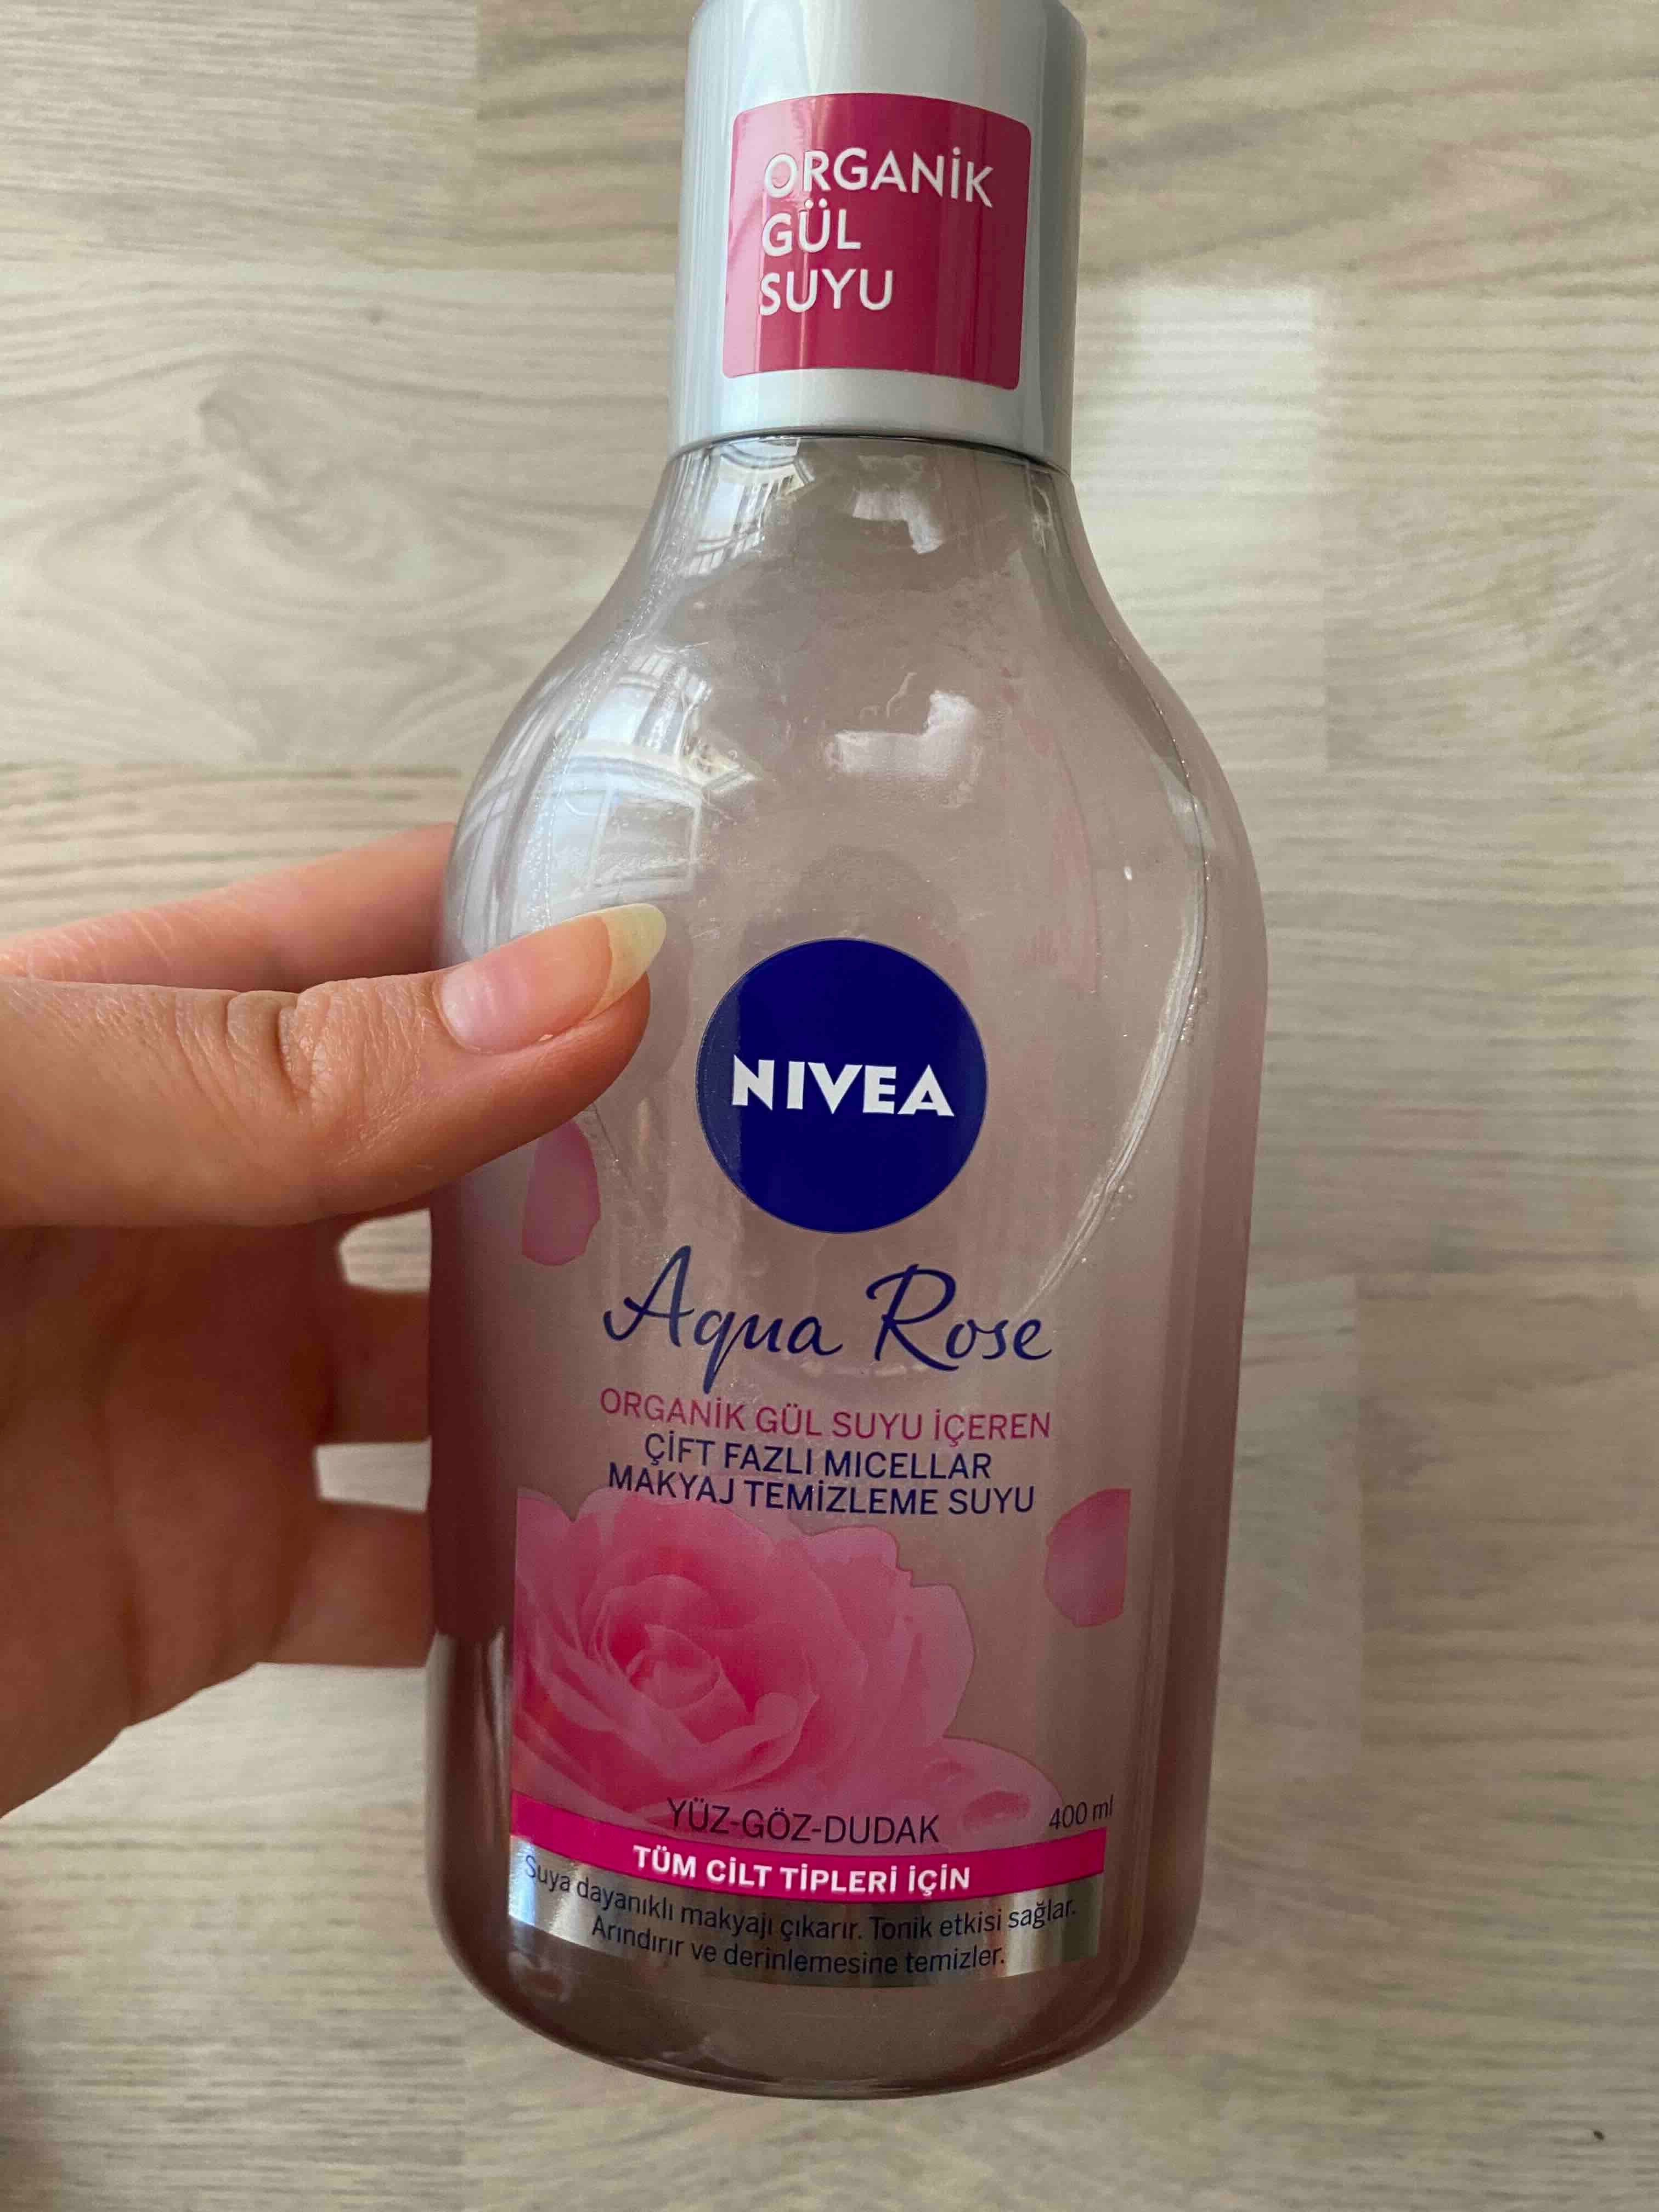 ORGANİK
GÜL
SUYU
NIVEA
Aqua Rose
ORGANİK GÜL SUYU İÇEREN
ÇİFT FAZLI MICELLAR
MAKYAJ TEMİZLEME SUYU
YÜZ-GÖZ-DUDAK
400 ml
TÜM CİLT TİPLERİ İÇİN
Suya dayanıklı makyajı çıkarır. Tonik etkisi sağlar.
Arındırır ve derinlemesine temizler.